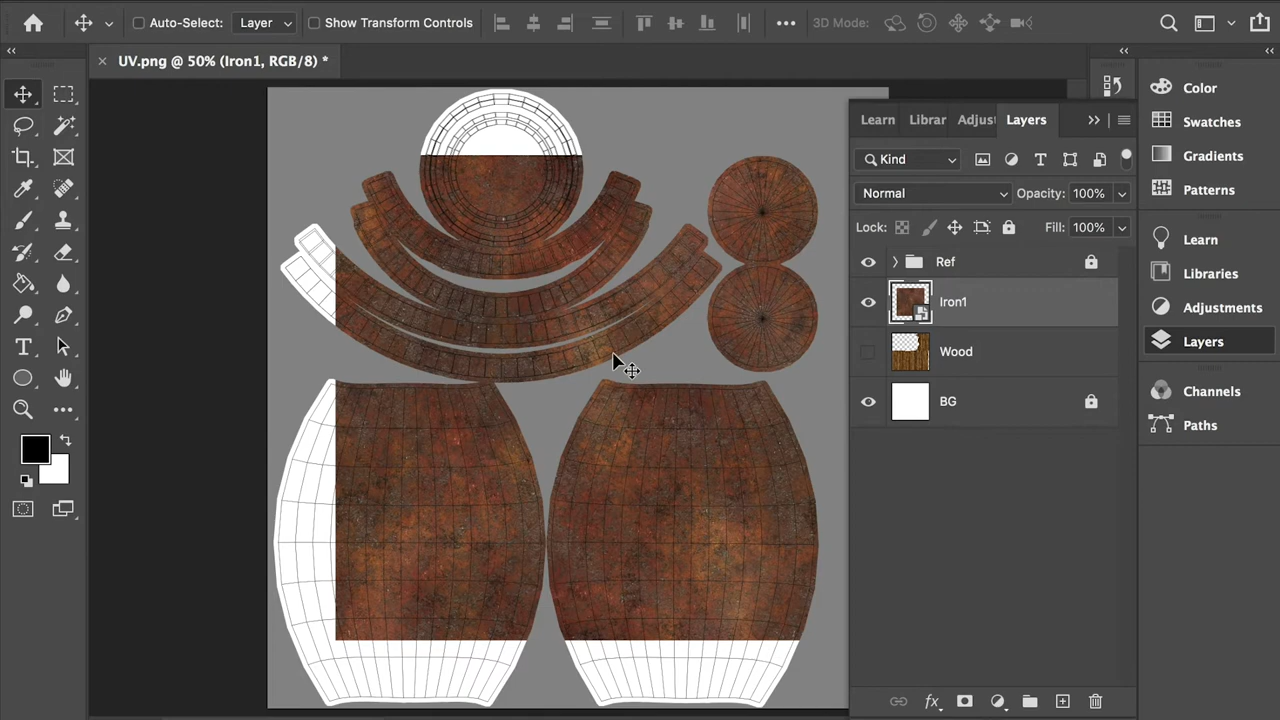 Auto-Select: Layer Show Transform Controls 3D Mode:
UV.png @ 50% (Iron1, RGB/8) *
Learn Librar Adjust Layers
Kind
Normal Opacity: 100%
Lock: Fill: 100%
Ref
Iron1
Wood
BG
Color
Swatches
Gradients
Patterns
Learn
Libraries
Adjustments
Layers
Channels
Paths